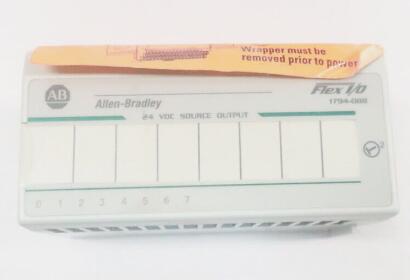 Wrapper must be
removed prior to power
AB
Allen-Bradley
Flex I/O
1794-OB8
24 VDC SOURCE OUTPUT
2
0 1 2 3 4 5 6 7